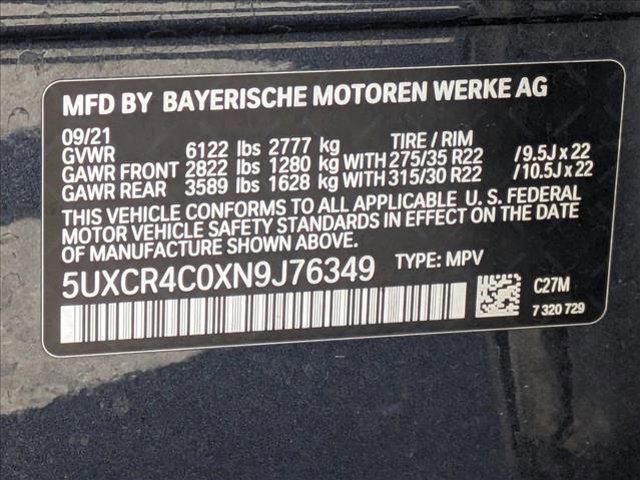 MFD BY BAYERISCHE MOTOREN WERKE AG
09/21 TIRE / RIM
GVWR 6122 lbs 2777 kg
GAWR FRONT 2822 lbs 1280 kg WITH 275/35 R22 /9.5J x 22
GAWR REAR 3589 lbs 1628 kg WITH 315/30 R22 /10.5J x 22
THIS VEHICLE CONFORMS TO ALL APPLICABLE U. S. FEDERAL
MOTOR VEHICLE SAFETY STANDARDS IN EFFECT ON THE DATE
OF MANUFACTURE SHOWN ABOVE.
5UXCR4C0XN9J76349 TYPE: MPV
C27M
7 320 729